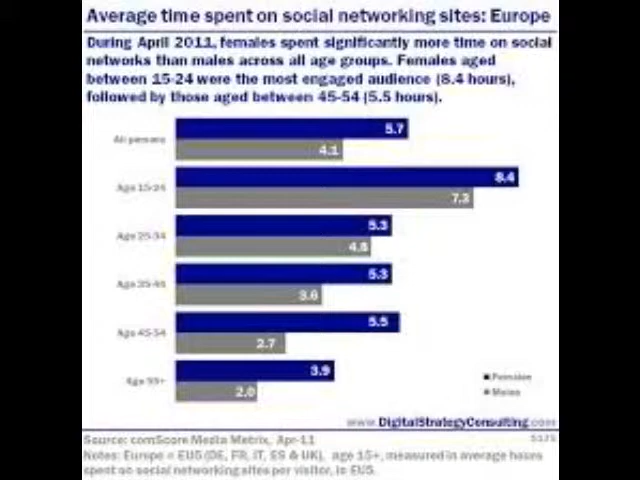 Average time spent on social networking sites: Europe
During April 2011, females spent significantly more time on social
networks than males across all age groups. Females aged
between 15-24 were the most engaged audience (8.4 hours),
followed by those aged between 45-54 (5.5 hours).
All persons 5.7
4.1
Age 15-24 8.4
7.3
Age 25-34 5.3
4.8
Age 35-44 5.3
3.6
Age 45-54 5.5
2.7
Age 55+ 3.9
2.0
Females
Males
www.DigitalStrategyConsulting.com
Source: comScore Media Metrix, Apr-11
Notes: Europe = EU5 (DE, FR, IT, ES & UK), age 15+, measured in average hours
spent on social networking sites per visitor, in EU5.